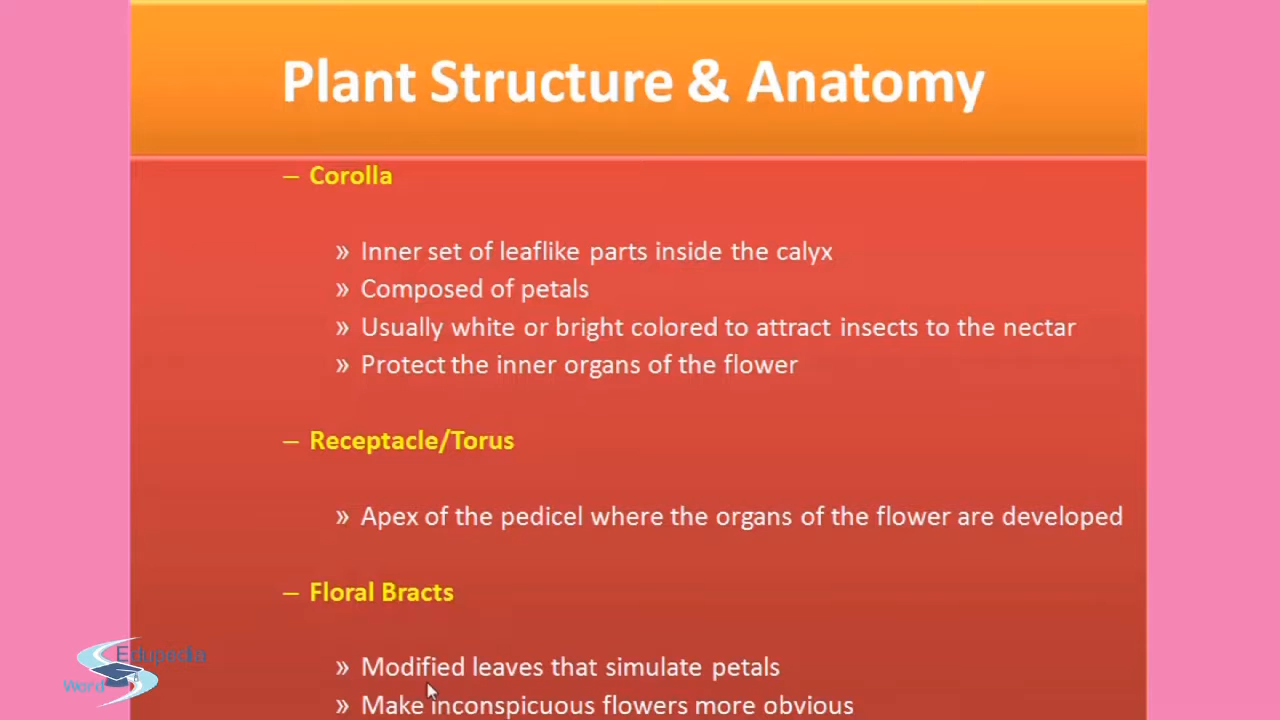 Plant Structure & Anatomy
– Corolla
» Inner set of leaflike parts inside the calyx
» Composed of petals
» Usually white or bright colored to attract insects to the nectar
» Protect the inner organs of the flower
– Receptacle/Torus
» Apex of the pedicel where the organs of the flower are developed
– Floral Bracts
» Modified leaves that simulate petals
» Make inconspicuous flowers more obvious
Edupedia
Word